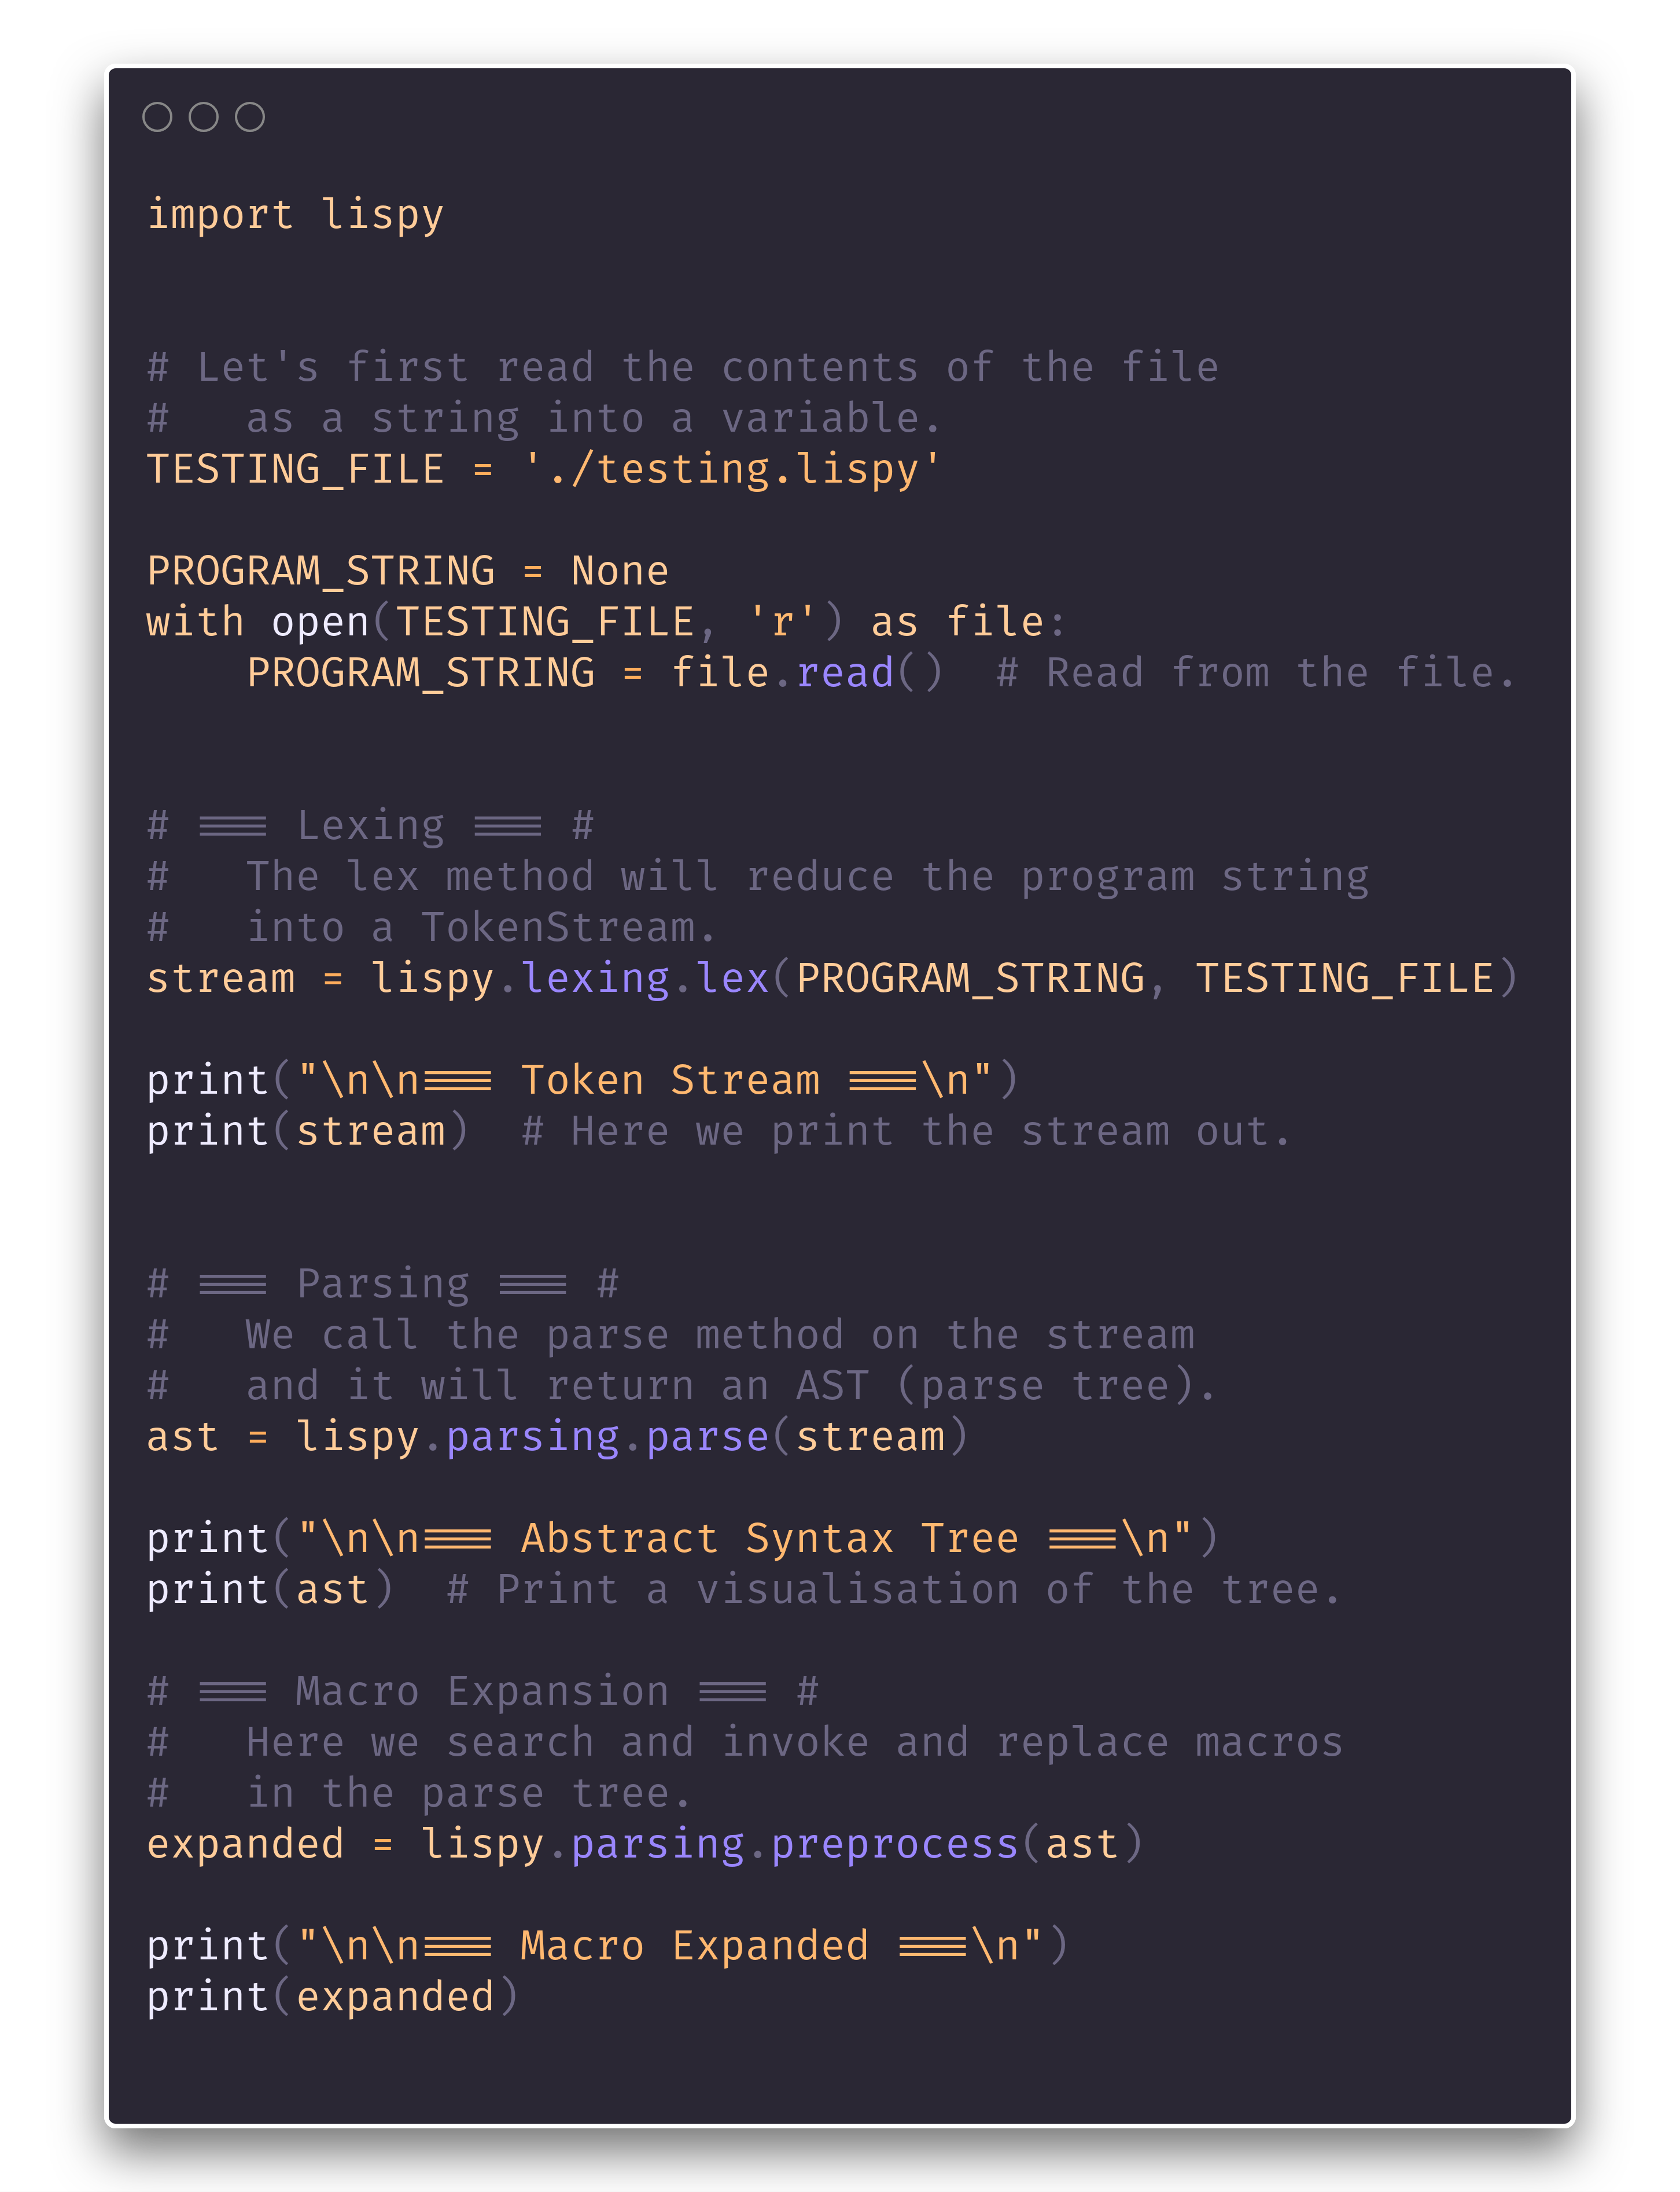 import lispy
# Let's first read the contents of the file
#   as a string into a variable.
TESTING_FILE = './testing.lispy'
PROGRAM_STRING = None
with open(TESTING_FILE, 'r') as file:
    PROGRAM_STRING = file.read()  # Read from the file.
# === Lexing === #
#   The lex method will reduce the program string
#   into a TokenStream.
stream = lispy.lexing.lex(PROGRAM_STRING, TESTING_FILE)
print("\n\n=== Token Stream ===\n")
print(stream)  # Here we print the stream out.
# === Parsing === #
#   We call the parse method on the stream
#   and it will return an AST (parse tree).
ast = lispy.parsing.parse(stream)
print("\n\n=== Abstract Syntax Tree ===\n")
print(ast)  # Print a visualisation of the tree.
# === Macro Expansion === #
#   Here we search and invoke and replace macros
#   in the parse tree.
expanded = lispy.parsing.preprocess(ast)
print("\n\n=== Macro Expanded ===\n")
print(expanded)